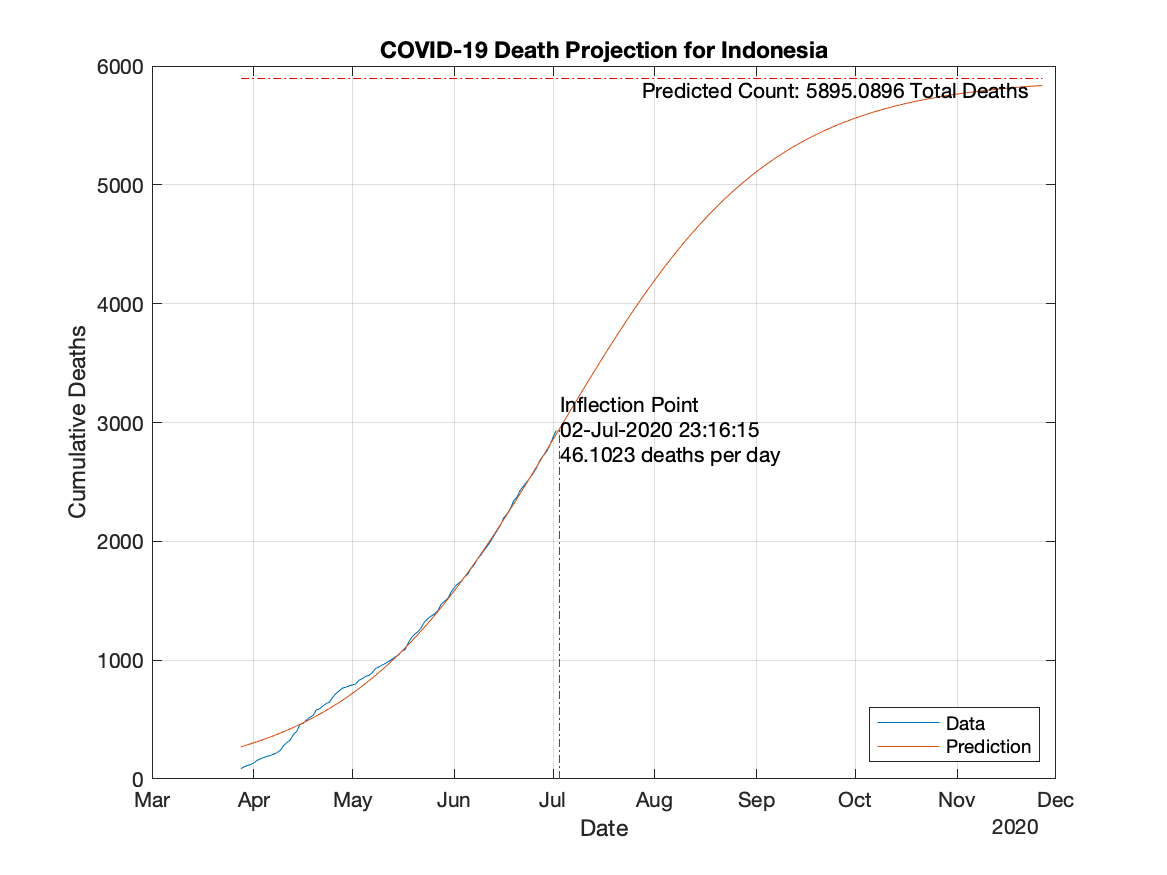 COVID-19 Death Projection for Indonesia
6000
Predicted Count: 5895.0896 Total Deaths
5000
4000
Inflection Point
3000
02-Jul-2020 23:16:15
46.1023 deaths per day
Cumulative Deaths
2000
1000
Data
Prediction
0
Mar Apr May Jun Jul Aug Sep Oct Nov Dec
Date
2020